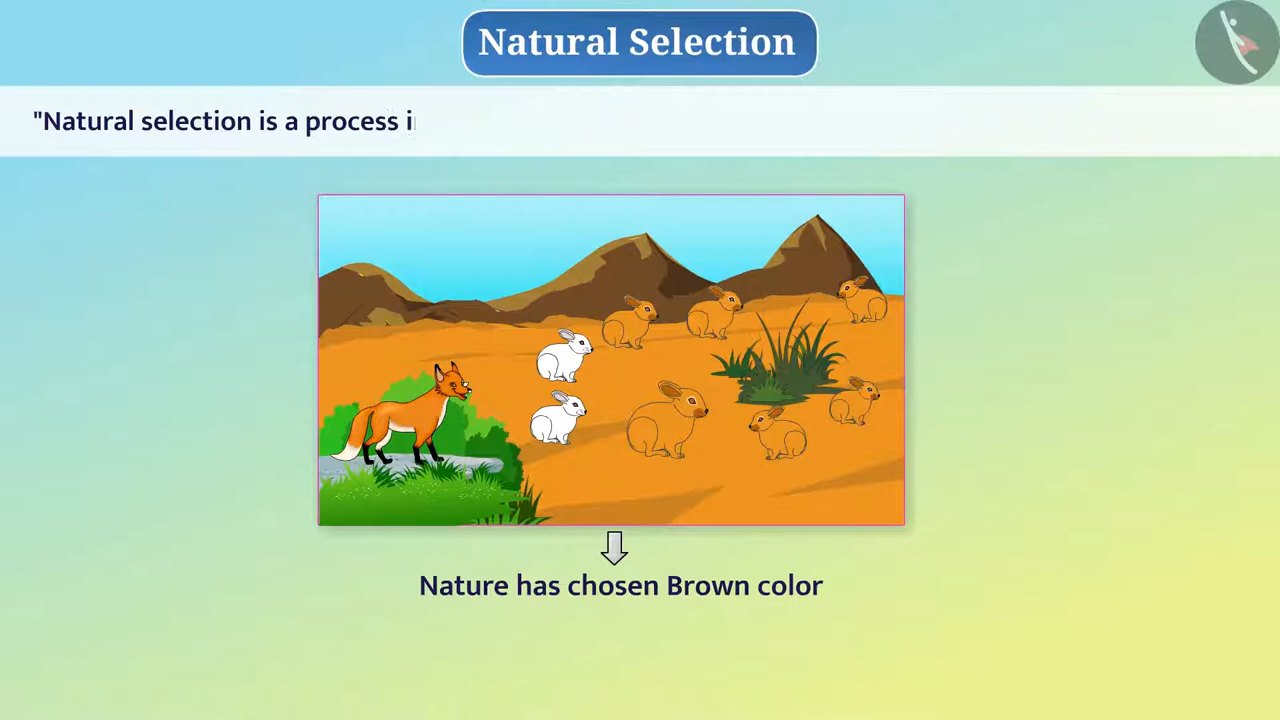 Natural Selection
"Natural selection is a process i
Nature has chosen Brown color